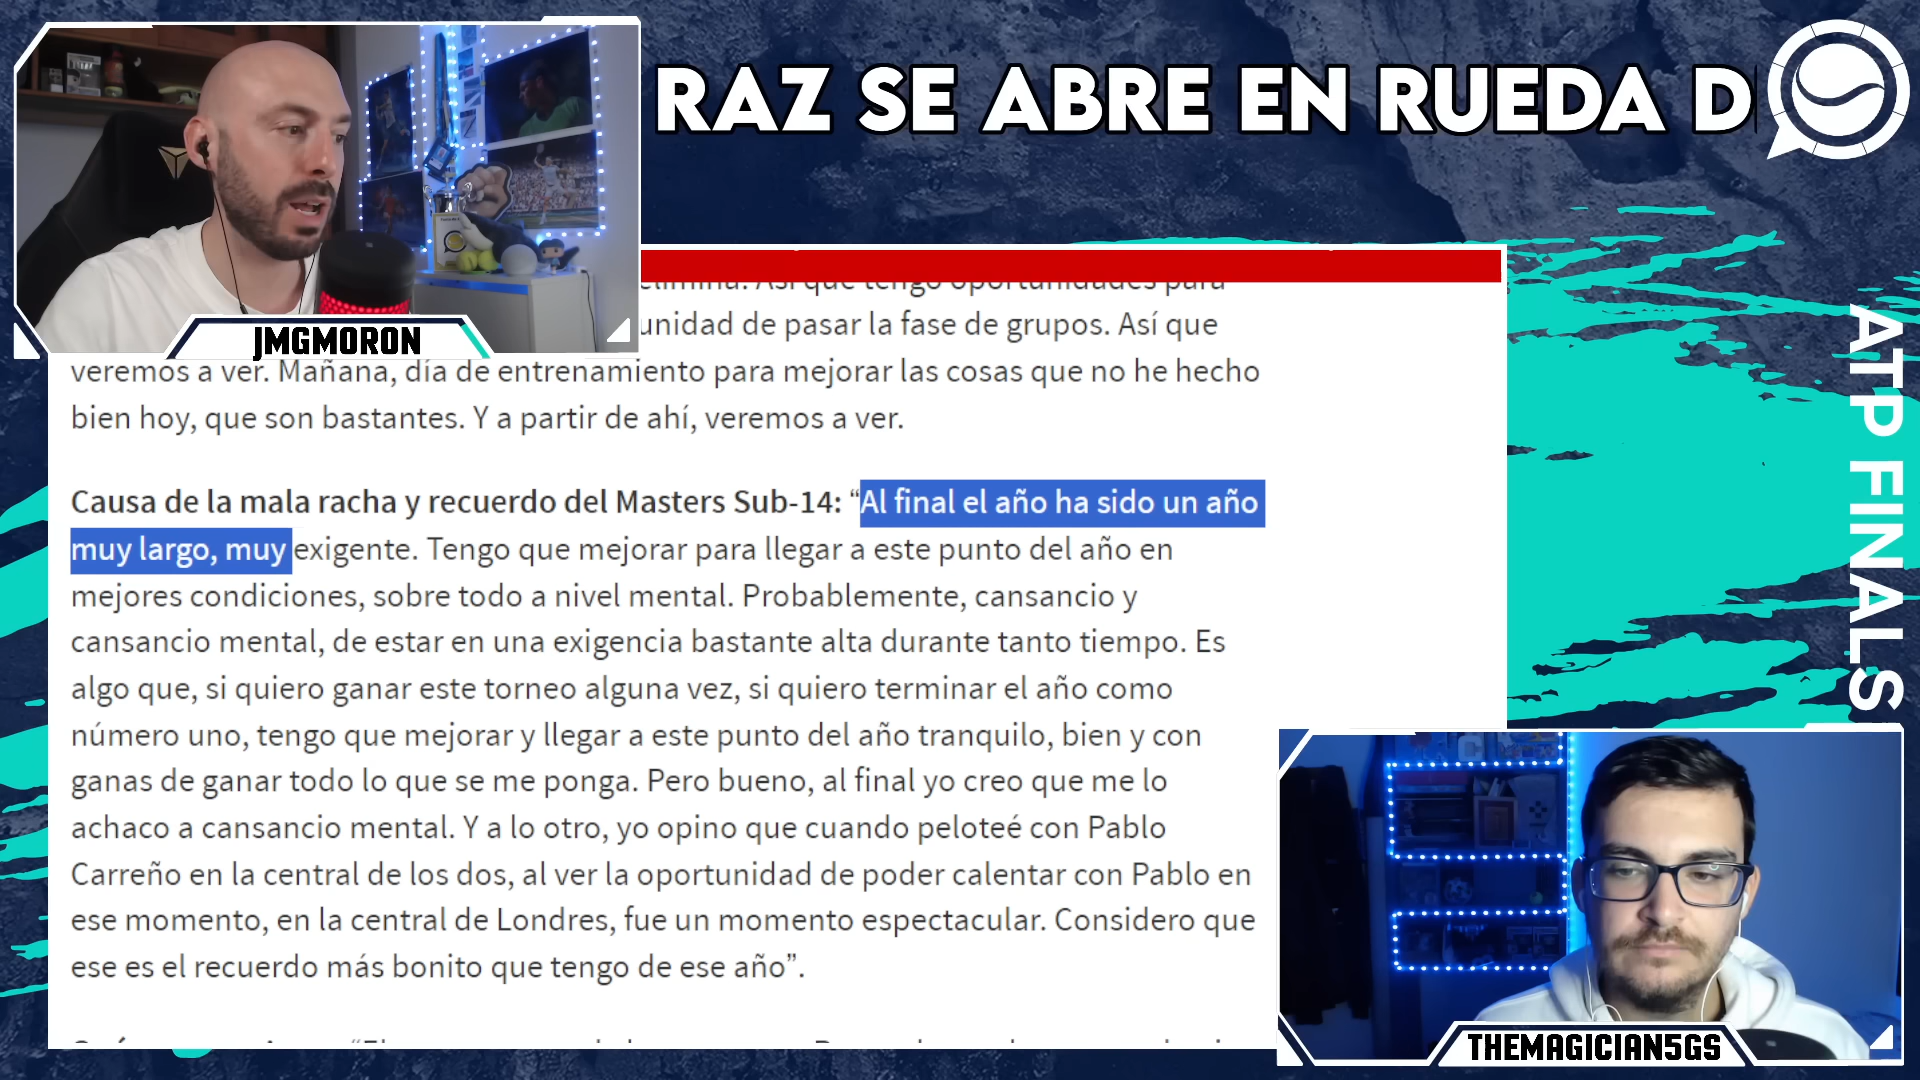 RAZ SE ABRE EN RUEDA D
JMGMORON
elimina. Así que tengo oportunidades para
unidad de pasar la fase de grupos. Así que
veremos a ver. Mañana, día de entrenamiento para mejorar las cosas que no he hecho
bien hoy, que son bastantes. Y a partir de ahí, veremos a ver.
Causa de la mala racha y recuerdo del Masters Sub-14: “Al final el año ha sido un año
muy largo, muy exigente. Tengo que mejorar para llegar a este punto del año en
mejores condiciones, sobre todo a nivel mental. Probablemente, cansancio y
cansancio mental, de estar en una exigencia bastante alta durante tanto tiempo. Es
algo que, si quiero ganar este torneo alguna vez, si quiero terminar el año como
número uno, tengo que mejorar y llegar a este punto del año tranquilo, bien y con
ganas de ganar todo lo que se me ponga. Pero bueno, al final yo creo que me lo
achaco a cansancio mental. Y a lo otro, yo opino que cuando peloteé con Pablo
Carreño en la central de los dos, al ver la oportunidad de poder calentar con Pablo en
ese momento, en la central de Londres, fue un momento espectacular. Considero que
ese es el recuerdo más bonito que tengo de ese año”.
ATP FINALS
THEMAGICIAN5GS